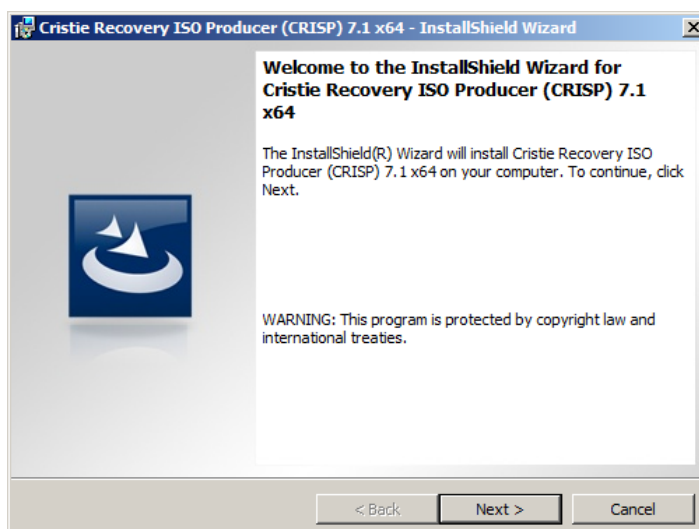 Cristie Recovery ISO Producer (CRISP) 7.1 x64 - InstallShield Wizard
Welcome to the InstallShield Wizard for
Cristie Recovery ISO Producer (CRISP) 7.1
x64
The InstallShield(R) Wizard will install Cristie Recovery ISO
Producer (CRISP) 7.1 x64 on your computer. To continue, click
Next.
WARNING: This program is protected by copyright law and
international treaties.
< Back
Next >
Cancel